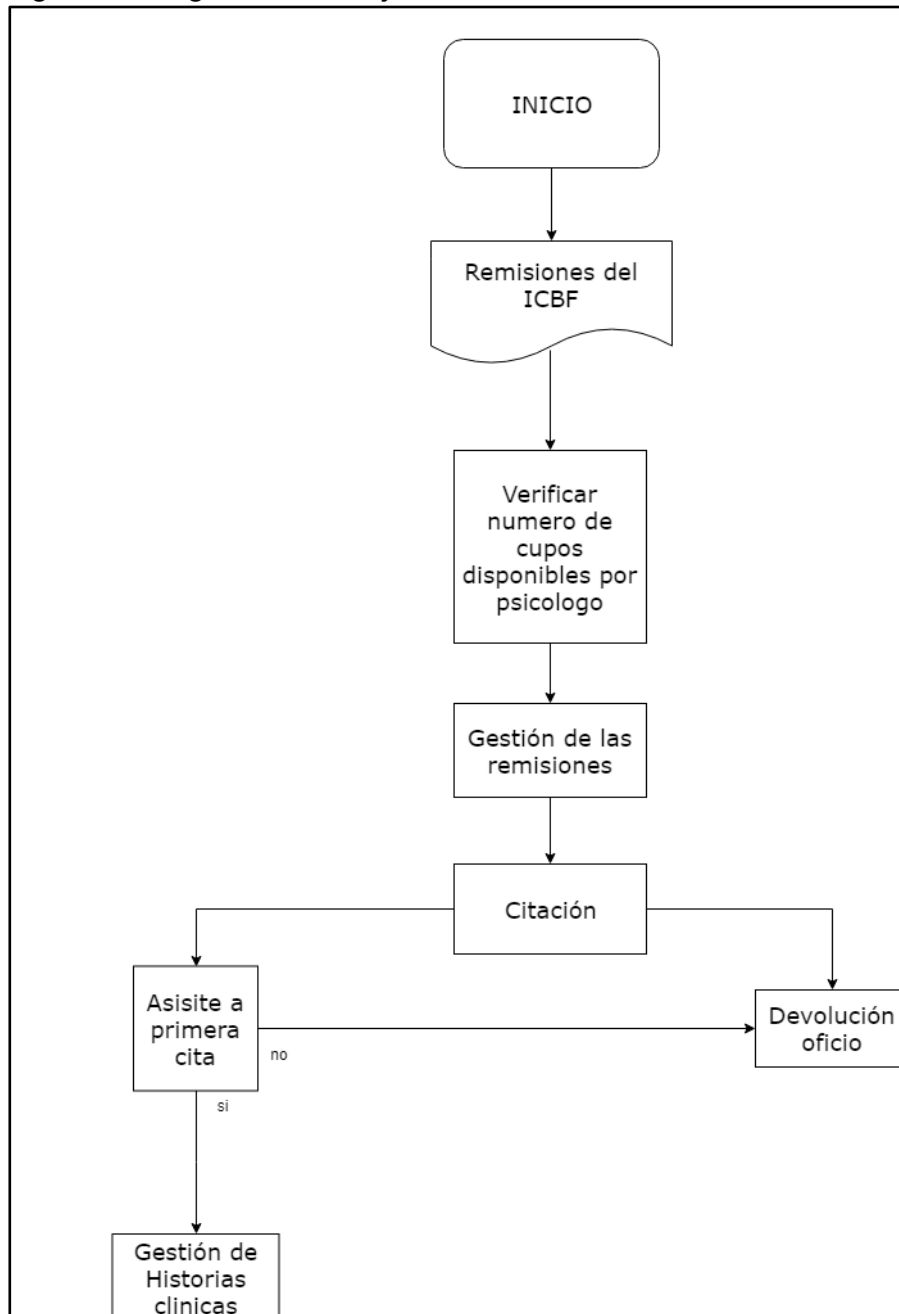 INICIO
Remisiones del
ICBF
Verificar
numero de
cupos
disponibles por
psicologo
Gestión de las
remisiones
Citación
Asisite a
primera
cita
no
si
Devolución
oficio
Gestión de
Historias
clinicas